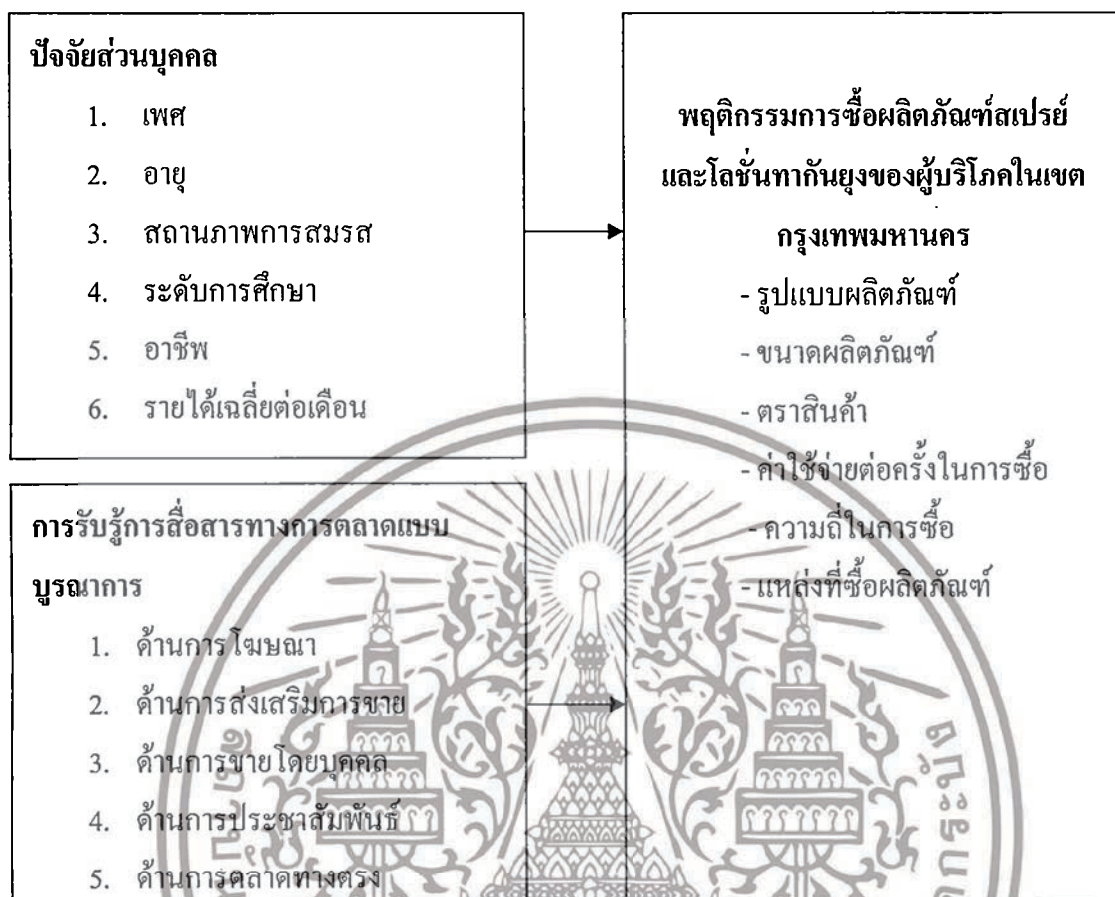 ปัจจัยส่วนบุคคล
1. เพศ
2. อายุ
3. สถานภาพการสมรส
4. ระดับการศึกษา
5. อาชีพ
6. รายได้เฉลี่ยต่อเดือน
การรับรู้การสื่อสารทางการตลาดแบบ
บูรณาการ
1. ด้านการโฆษณา
2. ด้านการส่งเสริมการขาย
3. ด้านการขายโดยบุคคล
4. ด้านการประชาสัมพันธ์
5. ด้านการตลาดทางตรง
พฤติกรรมการซื้อผลิตภัณฑ์สเปรย์
และโลชั่นทากันยุงของผู้บริโภคในเขต
กรุงเทพมหานคร
- รูปแบบผลิตภัณฑ์
- ขนาดผลิตภัณฑ์
- ตราสินค้า
- ค่าใช้จ่ายต่อครั้งในการซื้อ
- ความถี่ในการซื้อ
- แหล่งที่ซื้อผลิตภัณฑ์